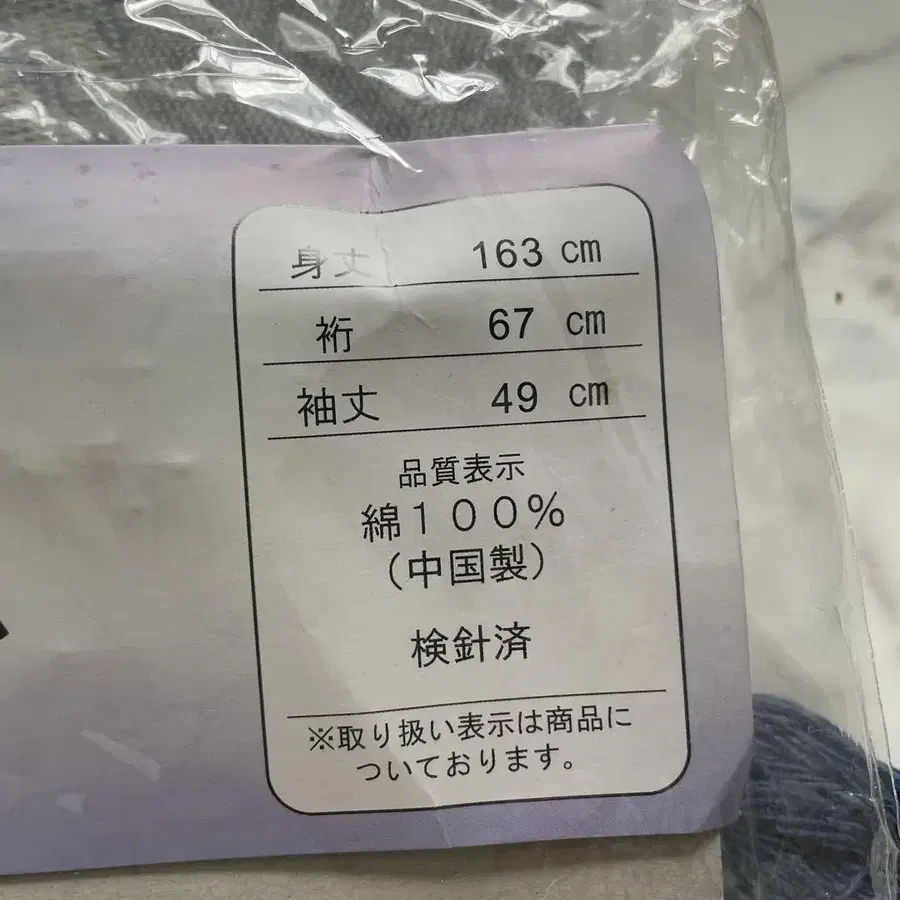 身丈 163 cm
裄 67 cm
袖丈 49 cm
品質表示
綿１００％
(中国製)
検針済
※取り扱い表示は商品に
ついております。